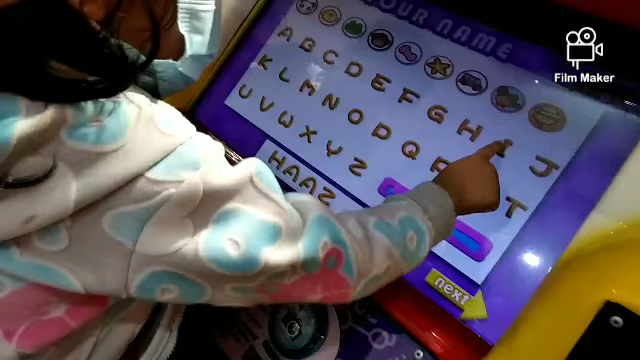 YOUR NAME
A B C D E F G H I J
K L M N O P Q R T
U V W X Y Z
HAAZ
next
Film Maker